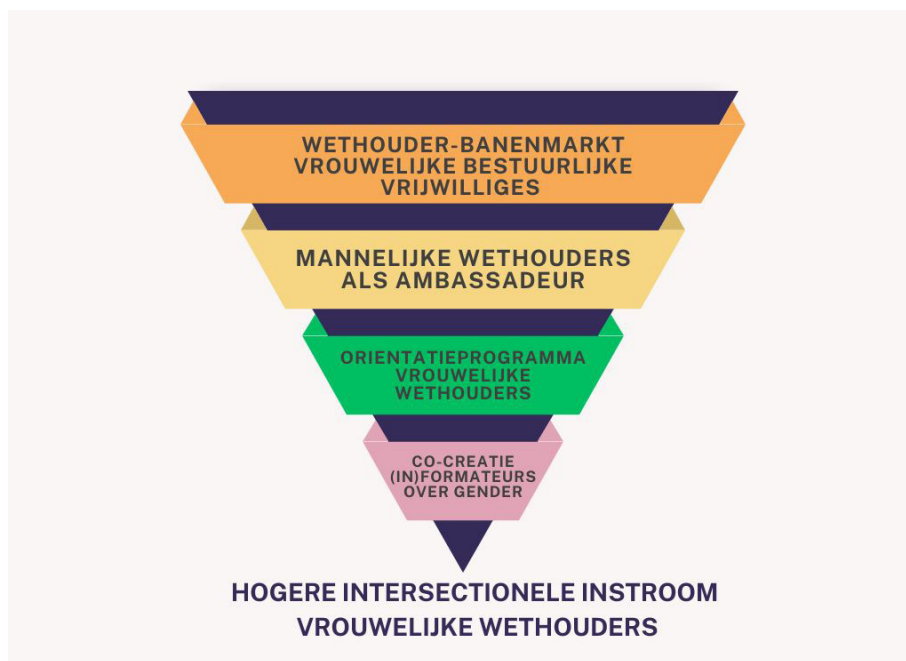 WETHOUDER-BANENMARKT
VROUWELIJKE BESTUURLIJKE
VRIJWILLIGES
MANNELIJKE WETHOUDERS
ALS AMBASSADEUR
ORIENTATIEPROGRAMMA
VROUWELIJKE
WETHOUDERS
CO-CREATIE
(IN)FORMATEURS
OVER GENDER
HOGERE INTERSECTIONELE INSTROOM
VROUWELIJKE WETHOUDERS